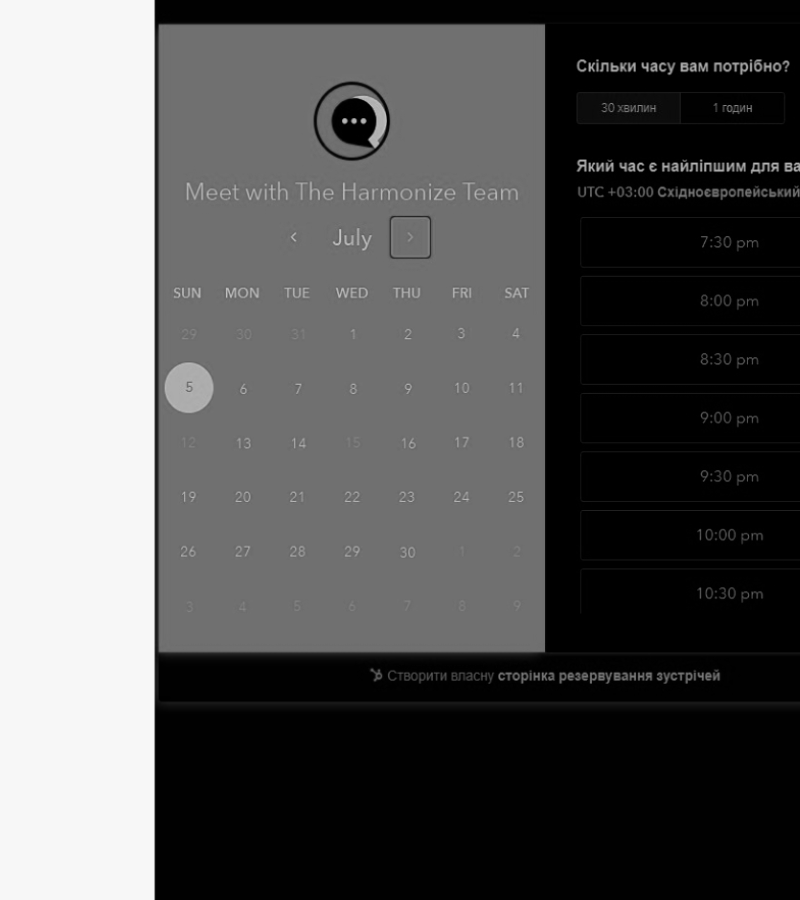 Meet with The Harmonize Team
July
SUN MON TUE WED THU FRI SAT
29 30 31 1 2 3 4
5 6 7 8 9 10 11
12 13 14 15 16 17 18
19 20 21 22 23 24 25
26 27 28 29 30 1 2
3 4 5 6 7 8 9
Скільки часу вам потрібно?
30 хвилин 1 годин
Який час є найліпшим для
UTC +03:00 Східноєвропейський
7:30 pm
8:00 pm
8:30 pm
9:00 pm
9:30 pm
10:00 pm
10:30 pm
Створити власну сторінка резервування зустрічей